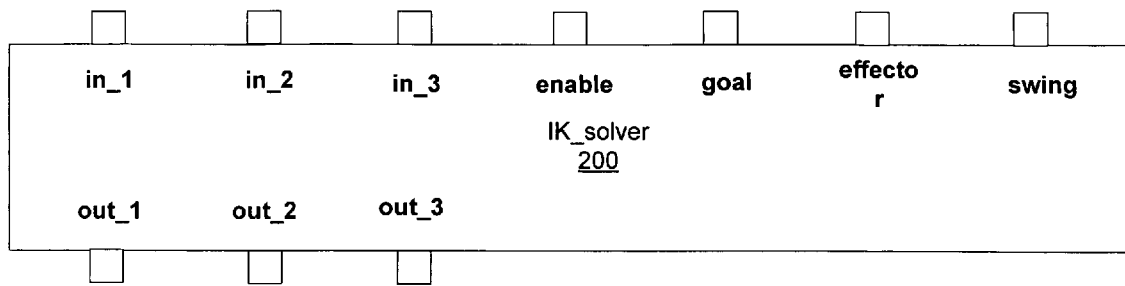 in_1 in_2 in_3 enable goal effecto swing
r
IK_solver
200
out_1 out_2 out_3